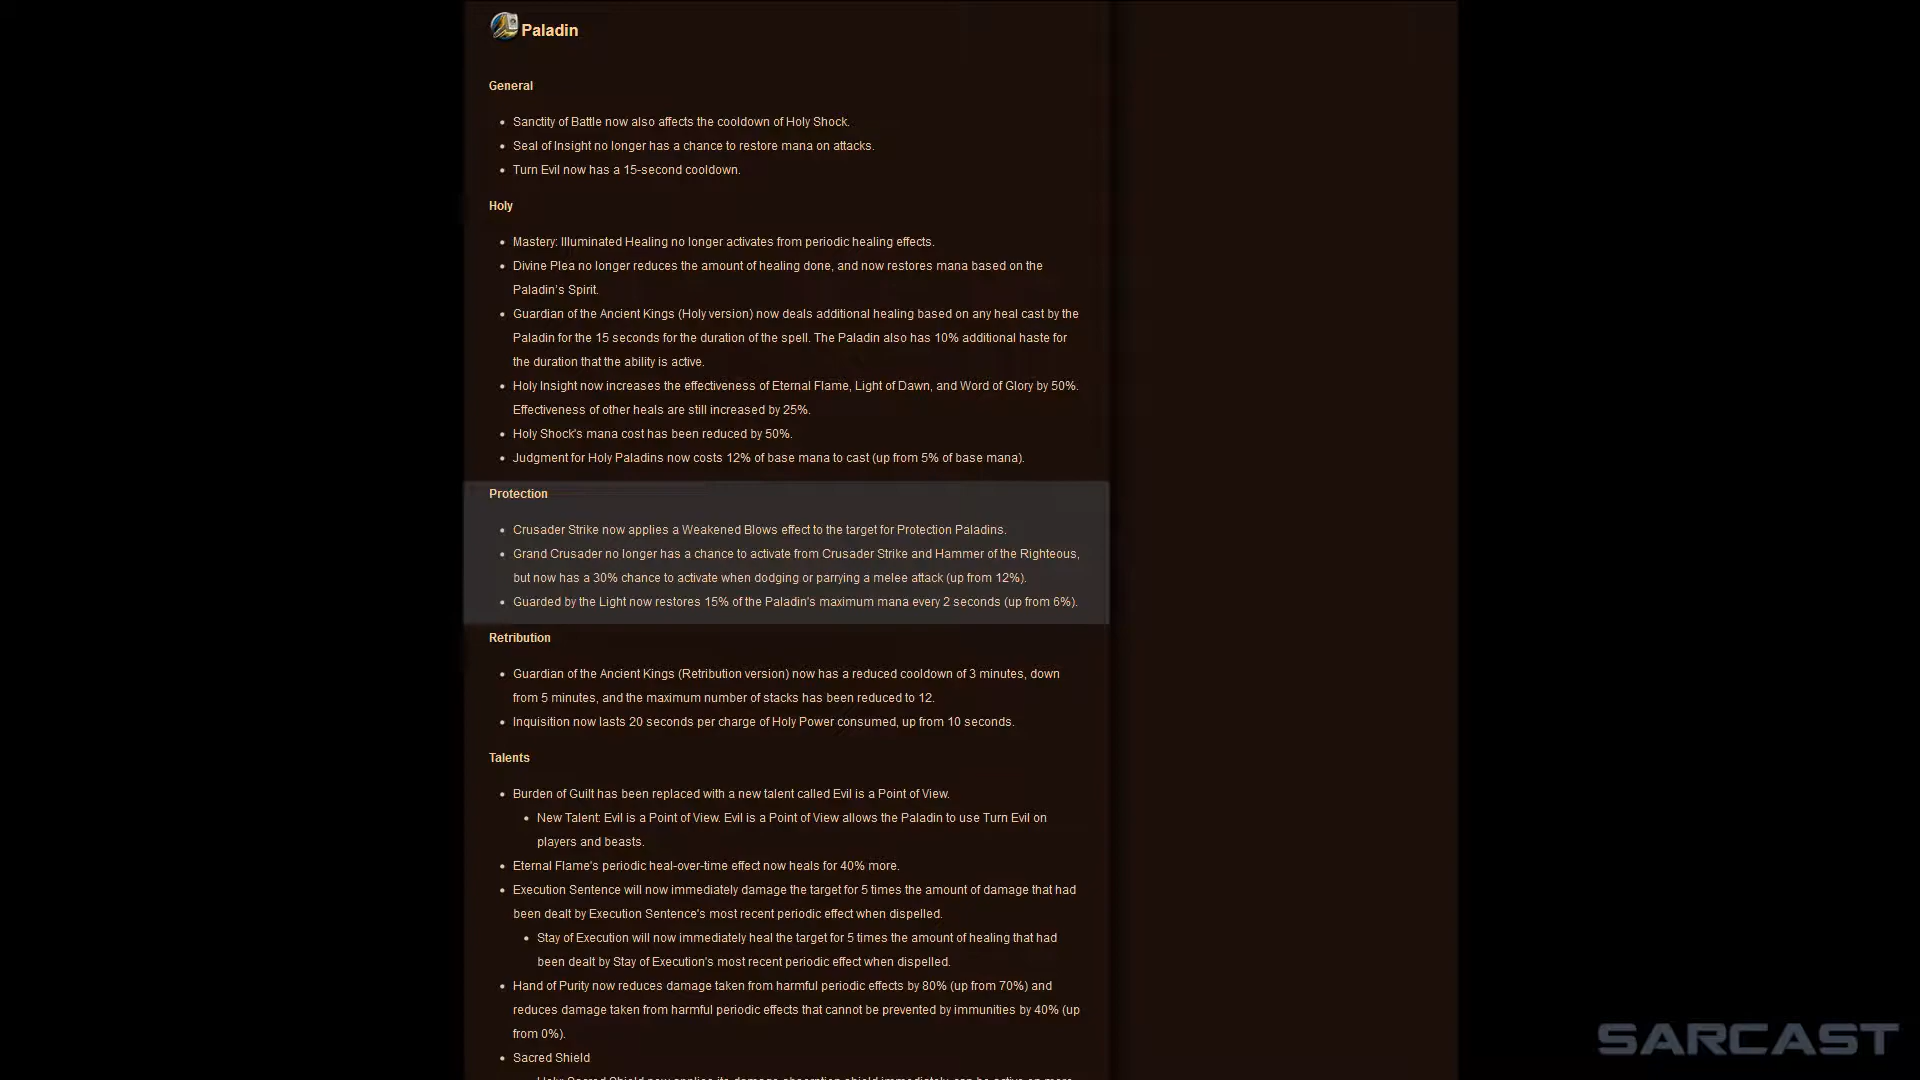 Paladin
General
Sanctity of Battle now also affects the cooldown of Holy Shock.
Seal of Insight no longer has a chance to restore mana on attacks.
Turn Evil now has a 15-second cooldown.
Holy
Mastery: Illuminated Healing no longer activates from periodic healing effects.
Divine Plea no longer reduces the amount of healing done, and now restores mana based on the
Paladin's Spirit.
Guardian of the Ancient Kings (Holy version) now deals additional healing based on any heal cast by the
Paladin for the 15 seconds for the duration of the spell. The Paladin also has 10% additional haste for
the duration that the ability is active.
Holy Insight now increases the effectiveness of Eternal Flame, Light of Dawn, and Word of Glory by 50%.
Effectiveness of other heals are still increased by 25%.
Holy Shock's mana cost has been reduced by 50%.
Judgment for Holy Paladins now costs 12% of base mana to cast (up from 5% of base mana).
Protection
Crusader Strike now applies a Weakened Blows effect to the target for Protection Paladins.
Grand Crusader no longer has a chance to activate from Crusader Strike and Hammer of the Righteous,
but now has a 30% chance to activate when dodging or parrying a melee attack (up from 12%).
Guarded by the Light now restores 15% of the Paladin's maximum mana every 2 seconds (up from 6%).
Retribution
Guardian of the Ancient Kings (Retribution version) now has a reduced cooldown of 3 minutes, down
from 5 minutes, and the maximum number of stacks has been reduced to 12.
Inquisition now lasts 20 seconds per charge of Holy Power consumed, up from 10 seconds.
Talents
Burden of Guilt has been replaced with a new talent called Evil is a Point of View.
New Talent: Evil is a Point of View. Evil is a Point of View allows the Paladin to use Turn Evil on
players and beasts.
Eternal Flame's periodic heal-over-time effect now heals for 40% more.
Execution Sentence will now immediately damage the target for 5 times the amount of damage that had
been dealt by Execution Sentence's most recent periodic effect when dispelled.
Stay of Execution will now immediately heal the target for 5 times the amount of healing that had
been dealt by Stay of Execution's most recent periodic effect when dispelled.
Hand of Purity now reduces damage taken from harmful periodic effects by 80% (up from 70%) and
reduces damage taken from harmful periodic effects that cannot be prevented by immunities by 40% (up
from 0%).
Sacred Shield
SARCAST